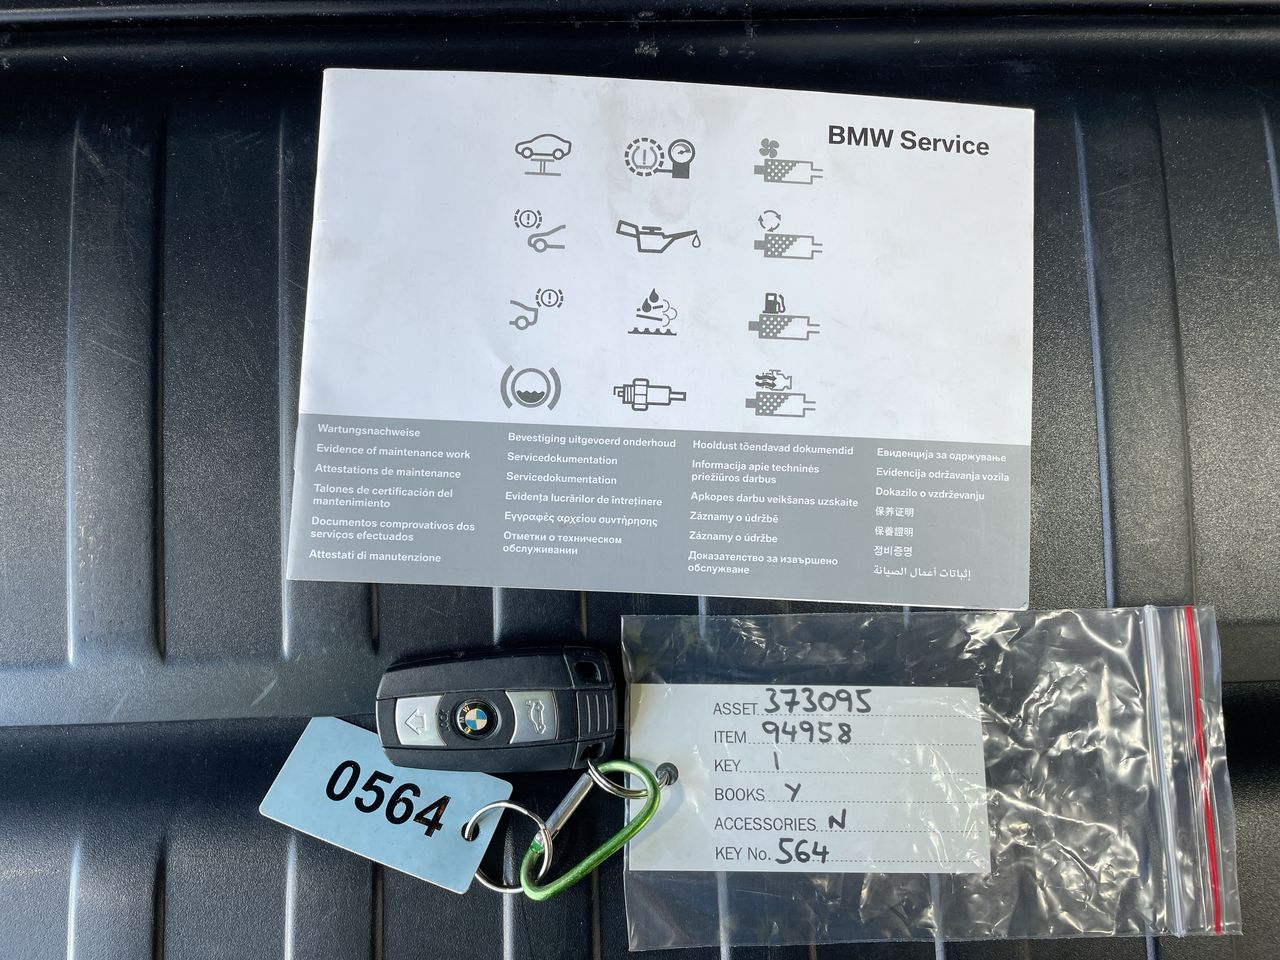 BMW Service
Wartungsnachweise
Evidence of maintenance work
Attestations de maintenance
Talones de certificación del
mantenimiento
Documentos comprovativos dos
serviços efectuados
Attestati di manutenzione
Bevestiging uitgevoerd onderhoud
Servicedokumentation
Servicedokumentation
Evidenţa lucrărilor de întreţinere
Εγγραφές αρχείου συντήρησης
Отметки о техническом
обслуживании
Hooldust tõendavad dokumendid
Informacija apie techninės
priežiūros darbus
Apkopes darbu veikšanas uzskaite
Záznamy o údržbě
Záznamy o údržbe
Доказателство за извършено
обслужване
Евиденција за одржување
Evidencija održavanja vozila
Dokazilo o vzdrževanju
保养证明
保養證明
정비증명
إثباتات أعمال الصيانة
0564
ASSET 373095
ITEM 94958
KEY 1
BOOKS Y
ACCESSORIES N
KEY No. 564